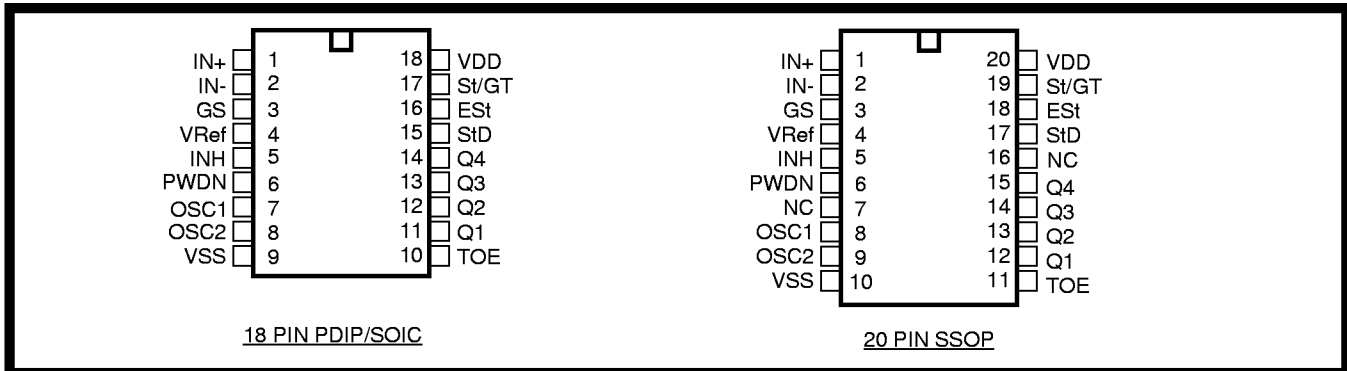 IN+ 1 18 VDD
IN- 2 17 St/GT
GS 3 16 ESt
VRef 4 15 StD
INH 5 14 Q4
PWDN 6 13 Q3
OSC1 7 12 Q2
OSC2 8 11 Q1
VSS 9 10 TOE
18 PIN PDIP/SOIC
IN+ 1 20 VDD
IN- 2 19 St/GT
GS 3 18 ESt
VRef 4 17 StD
INH 5 16 NC
PWDN 6 15 Q4
NC 7 14 Q3
OSC1 8 13 Q2
OSC2 9 12 Q1
VSS 10 11 TOE
20 PIN SSOP